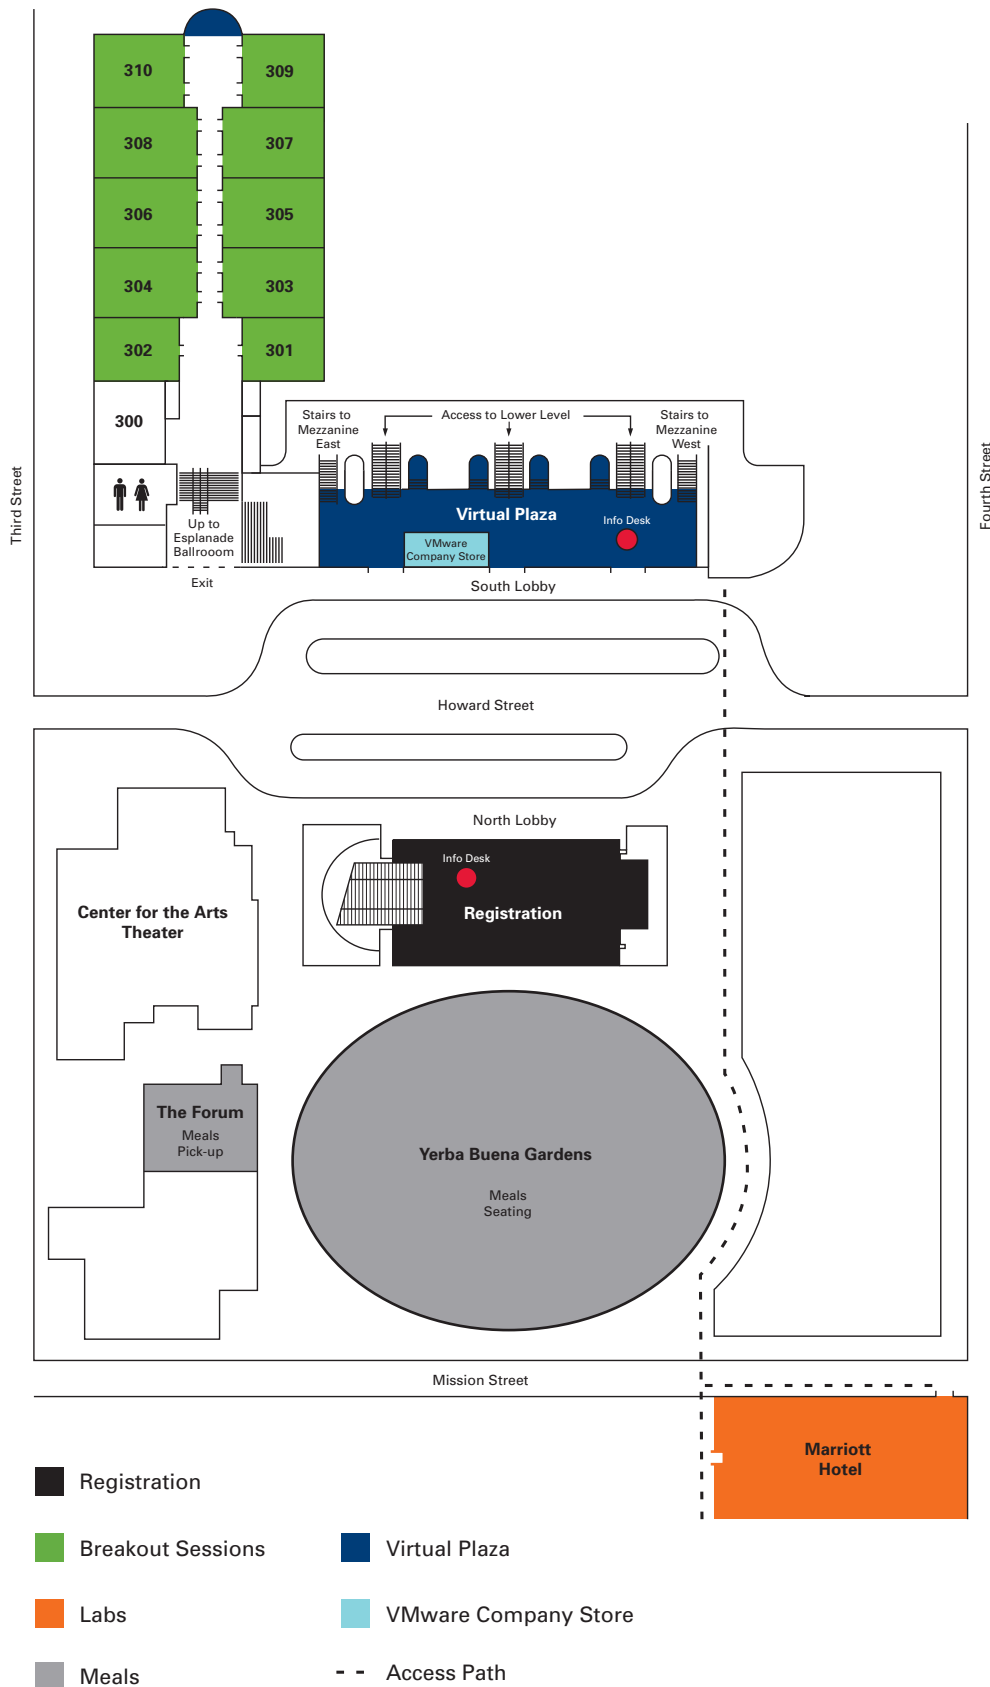 310
309
308
307
306
305
304
303
302
301
300
Stairs to
Mezzanine
East
Access to Lower Level
Stairs to
Mezzanine
West
Third Street
Fourth Street
Up to
Esplanade
Ballrooom
Exit
Virtual Plaza
Info Desk
VMware
Company Store
South Lobby
Howard Street
North Lobby
Info Desk
Registration
Center for the Arts
Theater
The Forum
Meals
Pick-up
Yerba Buena Gardens
Meals
Seating
Mission Street
Marriott
Hotel
Registration
Breakout Sessions
Virtual Plaza
Labs
VMware Company Store
Meals
Access Path